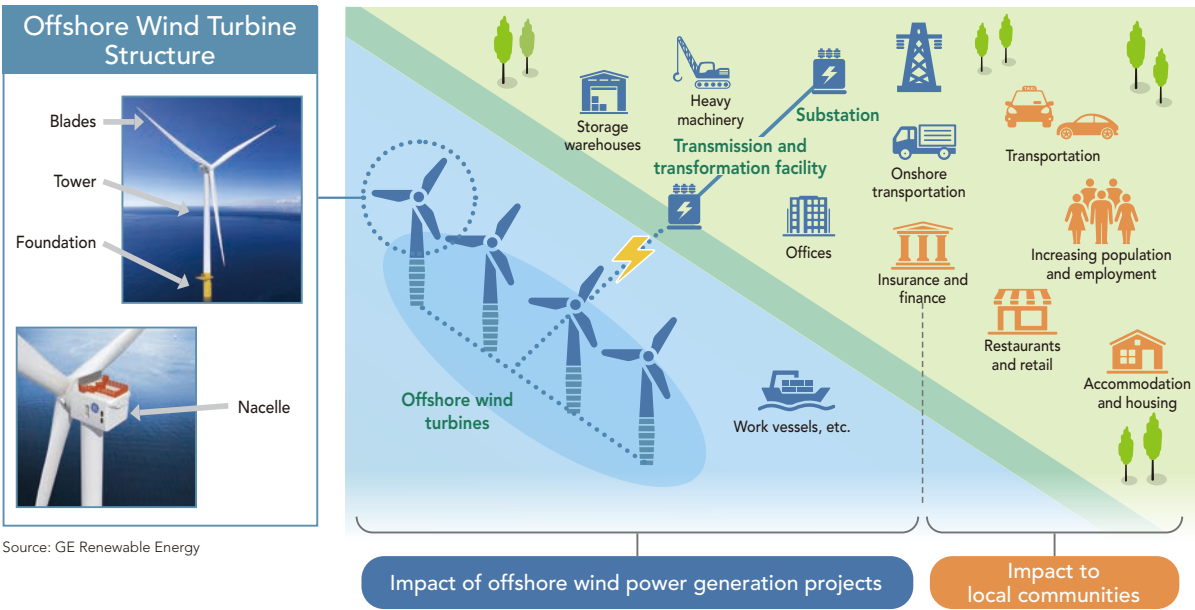 Offshore Wind Turbine
Structure
Blades
Tower
Foundation
Nacelle
Source: GE Renewable Energy
Storage
warehouses
Heavy
machinery
Substation
Transmission and
transformation facility
Offices
Onshore
transportation
TAXI
Transportation
Insurance and
finance
Increasing population
and employment
Restaurants
and retail
Accommodation
and housing
Offshore wind
turbines
Work vessels, etc.
Impact of offshore wind power generation projects
Impact to
local communities